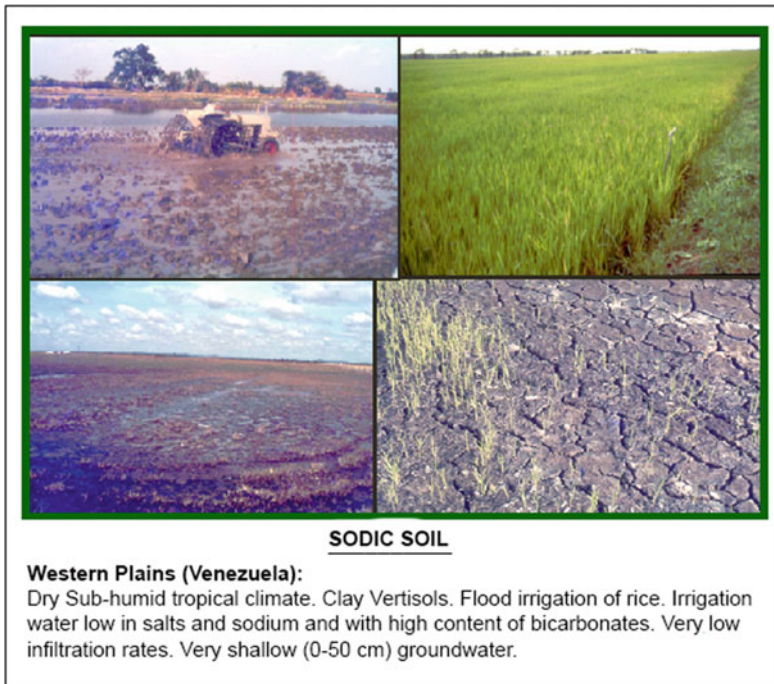 SODIC SOIL
Western Plains (Venezuela):
Dry Sub-humid tropical climate. Clay Vertisols. Flood irrigation of rice. Irrigation
water low in salts and sodium and with high content of bicarbonates. Very low
infiltration rates. Very shallow (0-50 cm) groundwater.